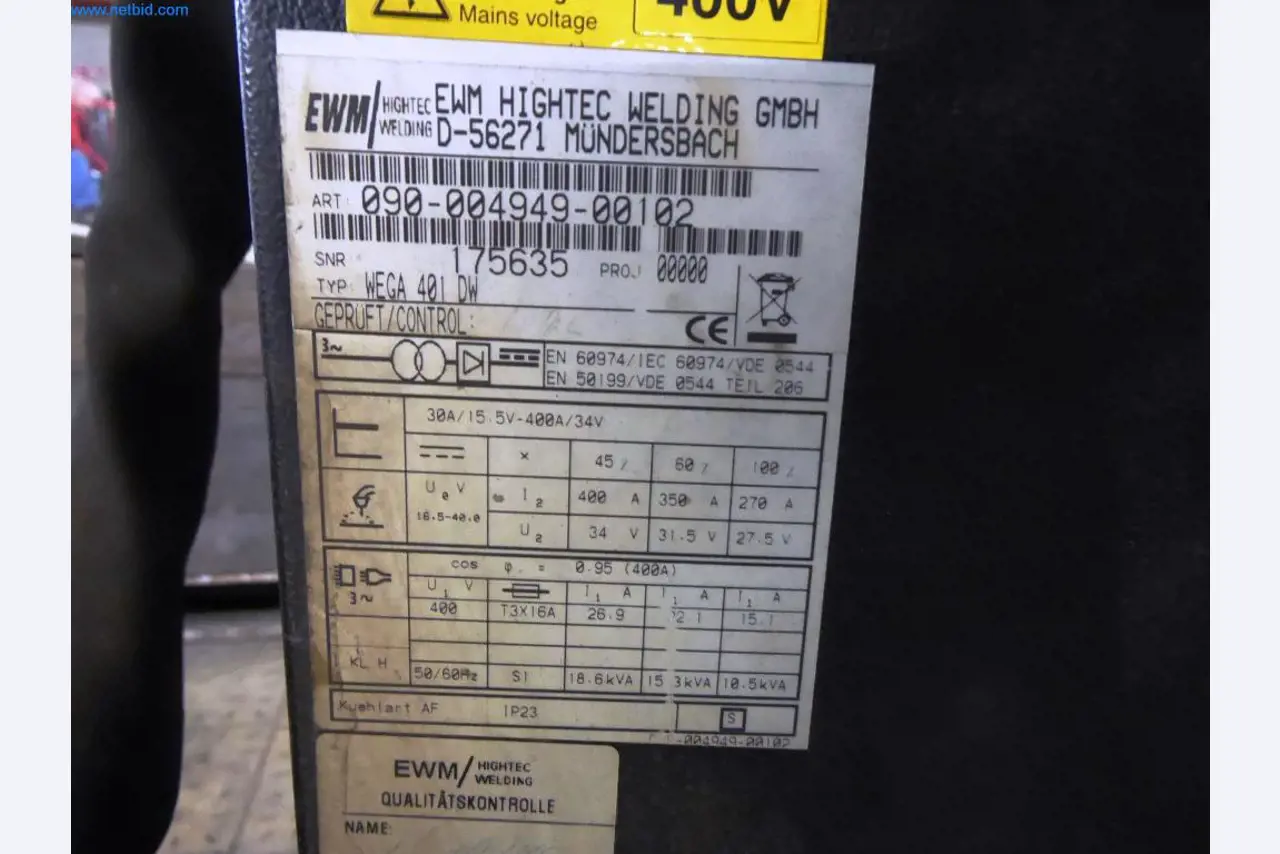 www.netbid.com
Mains voltage
400V
EWM HIGHTEC WELDING
EWM HIGHTEC WELDING GMBH
D-56271 MÜNDERSBACH
ART: 090-004949-00102
SNR 175635 PROJ 00000
TYP: WEGA 401 DW
GEPRÜFT/CONTROL:
CE
3~
EN 60974/IEC 60974/VDE 0544
EN 50199/VDE 0544 TEIL 206
30A/15.5V-400A/34V
X 45% 60% 100%
U0 V I2 400 A 350 A 270 A
16.5-40.0
U2 34 V 31.5 V 27.5 V
cos φ = 0.95 (400A)
3~ U1 V I1 A I1 A I1 A
400 T3X16A 26.9 15.1
KL H 50/60Hz S1 18.6kVA 15.3kVA 10.5kVA
Kuehlart AF IP23 S
-004949-00102
EWM HIGHTEC WELDING
QUALITÄTSKONTROLLE
NAME: